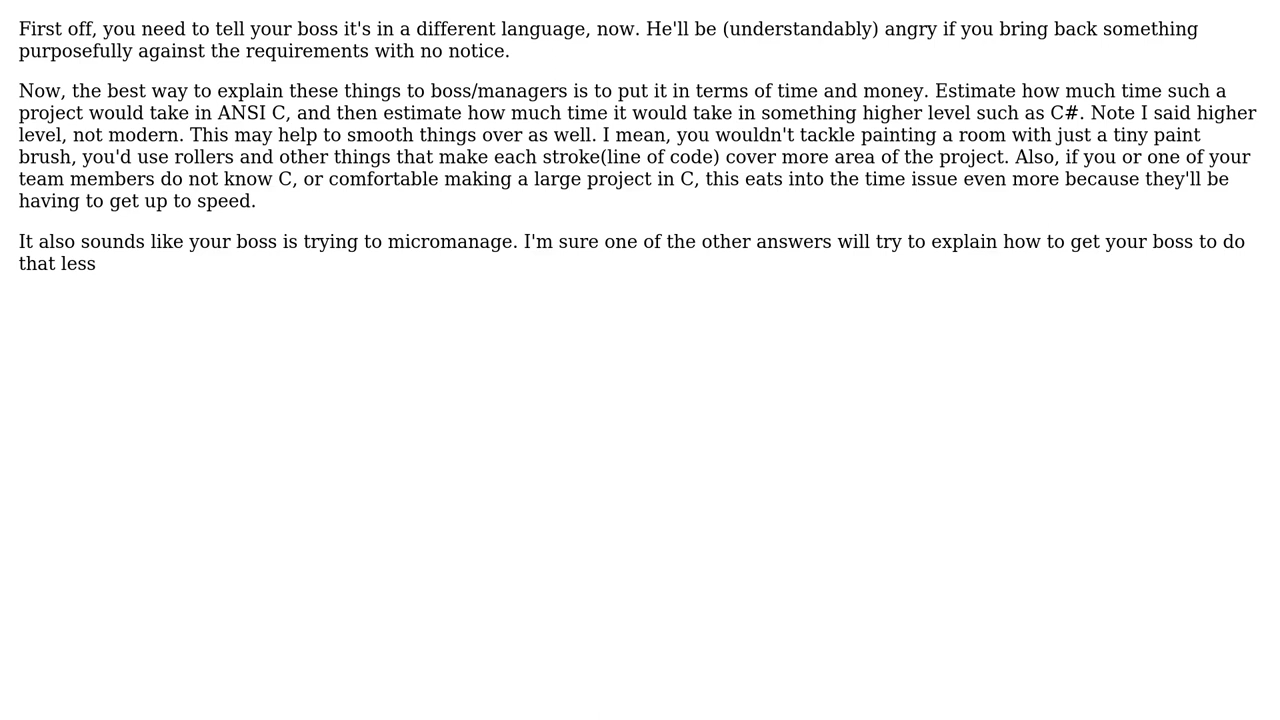 First off, you need to tell your boss it's in a different language, now. He'll be (understandably) angry if you bring back something
purposefully against the requirements with no notice.
Now, the best way to explain these things to boss/managers is to put it in terms of time and money. Estimate how much time such a
project would take in ANSI C, and then estimate how much time it would take in something higher level such as C#. Note I said higher
level, not modern. This may help to smooth things over as well. I mean, you wouldn't tackle painting a room with just a tiny paint
brush, you'd use rollers and other things that make each stroke(line of code) cover more area of the project. Also, if you or one of your
team members do not know C, or comfortable making a large project in C, this eats into the time issue even more because they'll be
having to get up to speed.
It also sounds like your boss is trying to micromanage. I'm sure one of the other answers will try to explain how to get your boss to do
that less